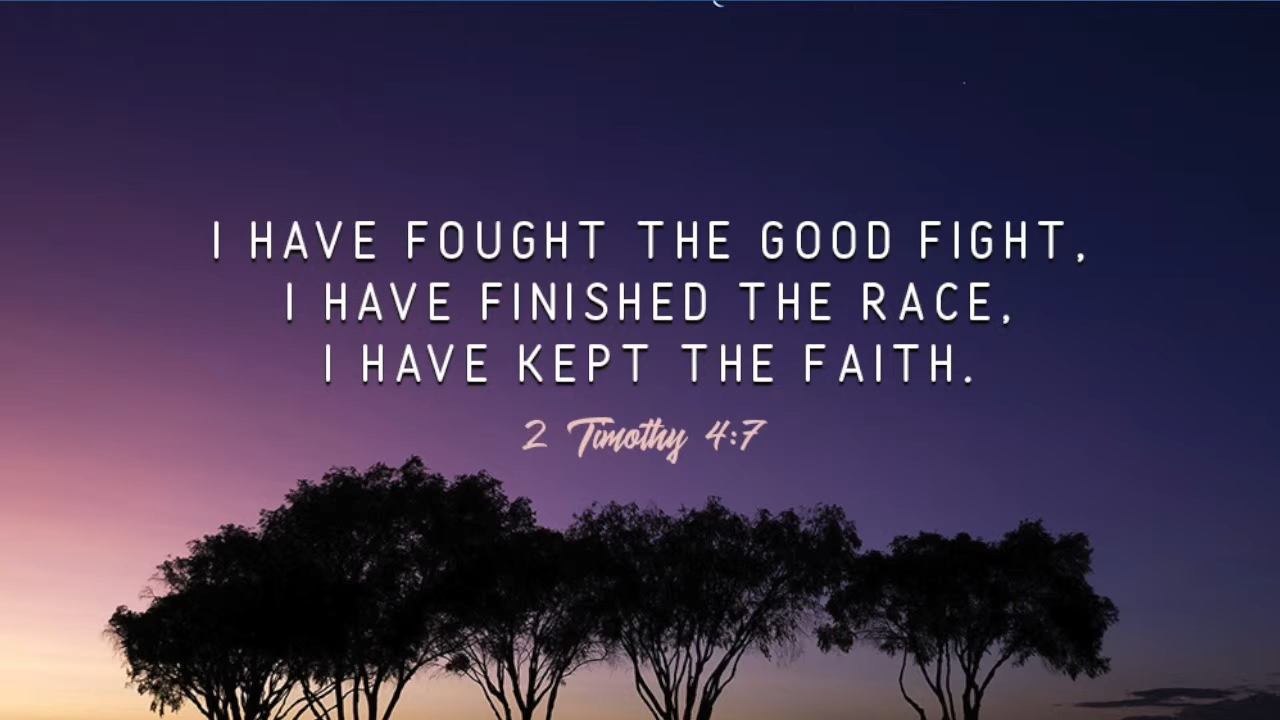 I HAVE FOUGHT THE GOOD FIGHT,
I HAVE FINISHED THE RACE,
I HAVE KEPT THE FAITH.
2 Timothy 4:7